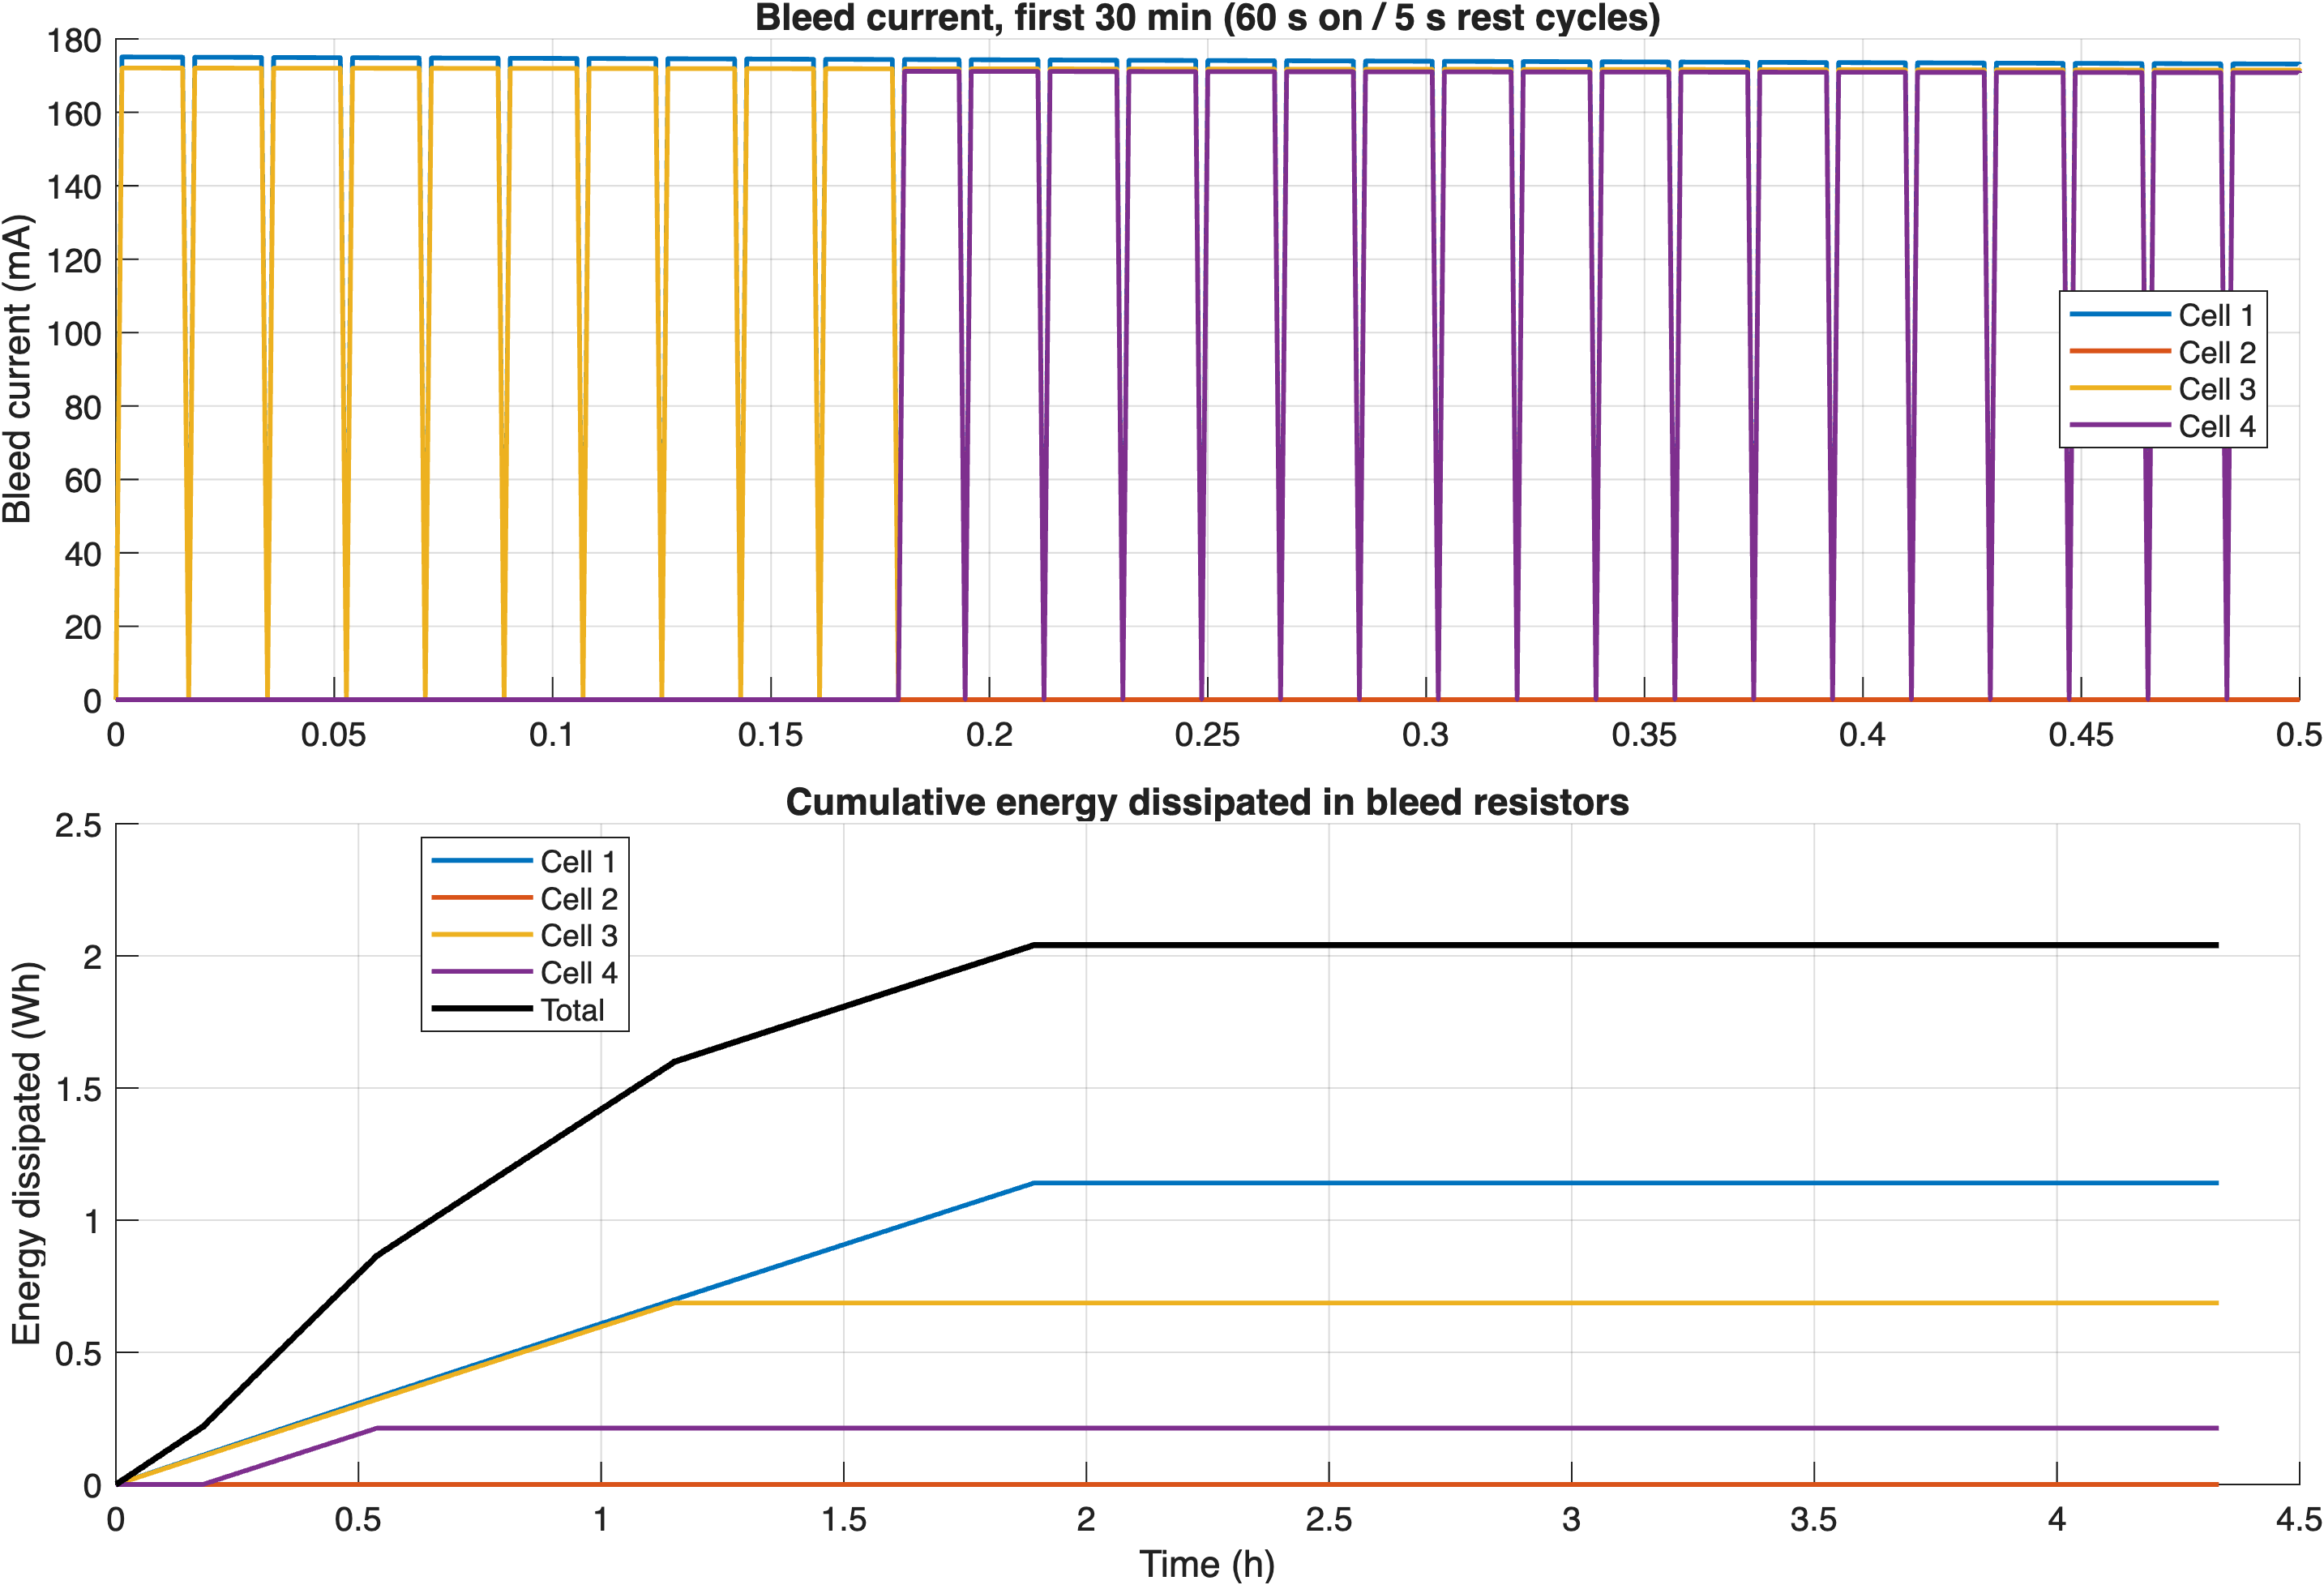 Bleed current, first 30 min (60 s on / 5 s rest cycles)
Bleed current (mA)
180
160
140
120
100
80
60
40
20
0
Cell 1
Cell 2
Cell 3
Cell 4
0 0.05 0.1 0.15 0.2 0.25 0.3 0.35 0.4 0.45 0.5
Cumulative energy dissipated in bleed resistors
Energy dissipated (Wh)
2.5
2
1.5
1
0.5
0
Cell 1
Cell 2
Cell 3
Cell 4
Total
0 0.5 1 1.5 2 2.5 3 3.5 4 4.5
Time (h)